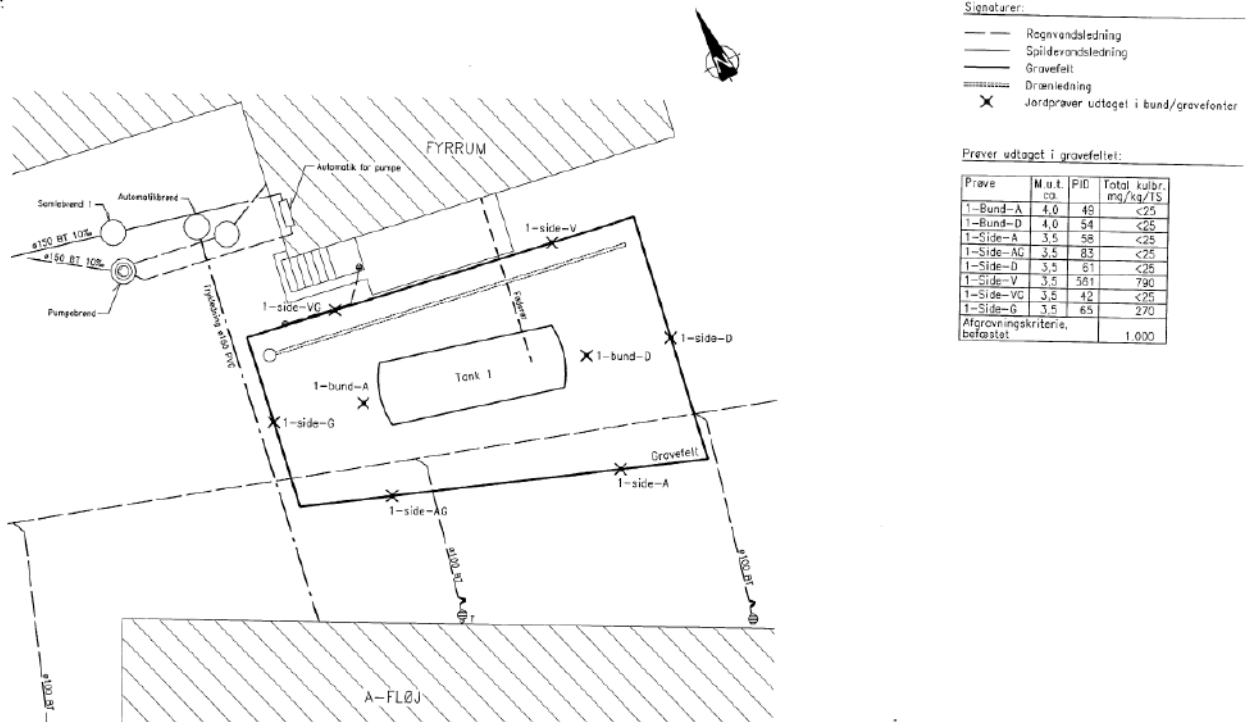 Signaturer:
Regnvandsledning
Spildevandsledning
Gravefelt
Drænledning
Jordprøver udtaget i bund/gravefonter
N
Prøver udtaget i gravefeltet:
Prøve M.u.t. ca. PID Total kulbr. mg/kg/TS
1-Bund-A 4,0 49 <25
1-Bund-D 4,0 54 <25
1-Side-A 3,5 58 <25
1-Side-AG 3,5 83 <25
1-Side-D 3,5 61 <25
1-Side-V 3,5 561 790
1-Side-VG 3,5 42 <25
1-Side-G 3,5 65 270
Afgravningskriterie, befæstet 1.000
FYRRUM
Automatik for pumpe
Samlebrønd 1
Automatikbrønd
ø150 BT 10‰
ø150 BT 10‰
Pumpebrønd
1-side-V
1-side-VG
Trykledning ø160 PVC
1-side-D
1-bund-D
Tank 1
1-bund-A
1-side-G
Gravefelt
1-side-A
1-side-AG
ø100 BT
ø100 BT
ø100 BT
A-FLØJ